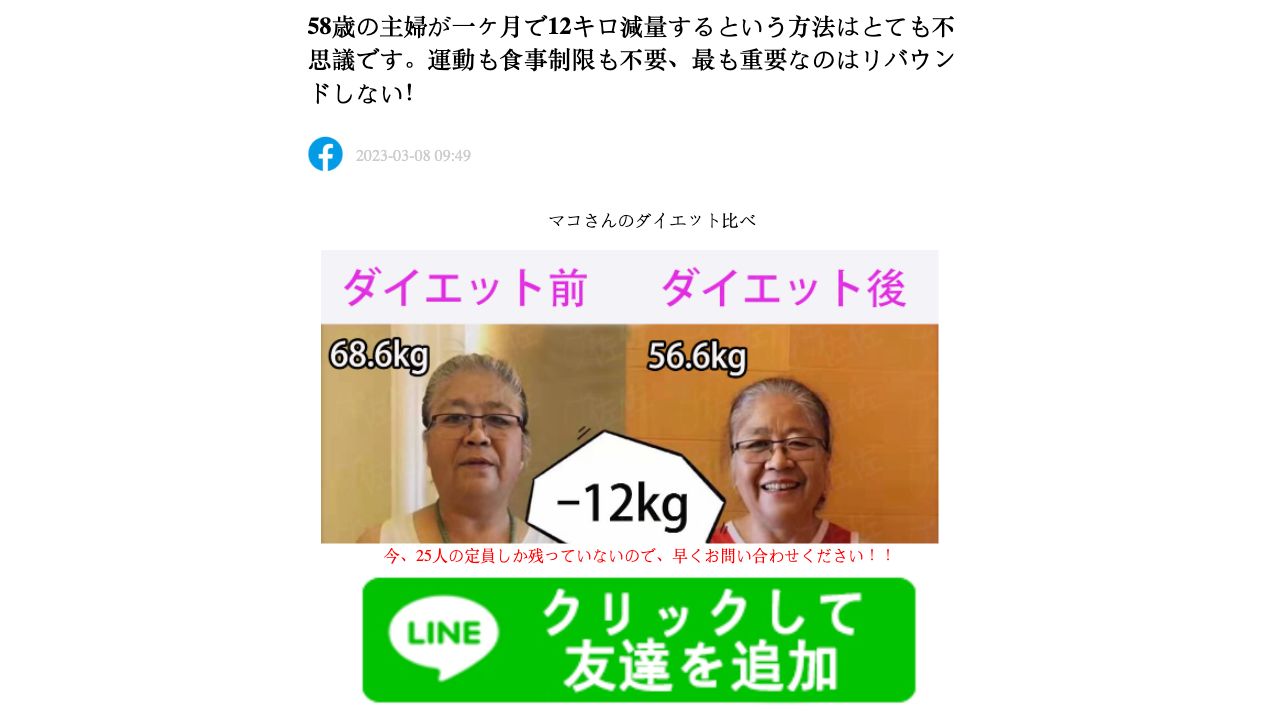 58歳の主婦が一ヶ月で12キロ減量するという方法はとても不
思議です。運動も食事制限も不要、最も重要なのはリバウン
ドしない！
2023-03-08 09:49
マコさんのダイエット比べ
ダイエット前
ダイエット後
68.6kg
56.6kg
−12kg
今、25人の定員しか残っていないので、早くお問い合わせください！！
LINE
クリックして
友達を追加